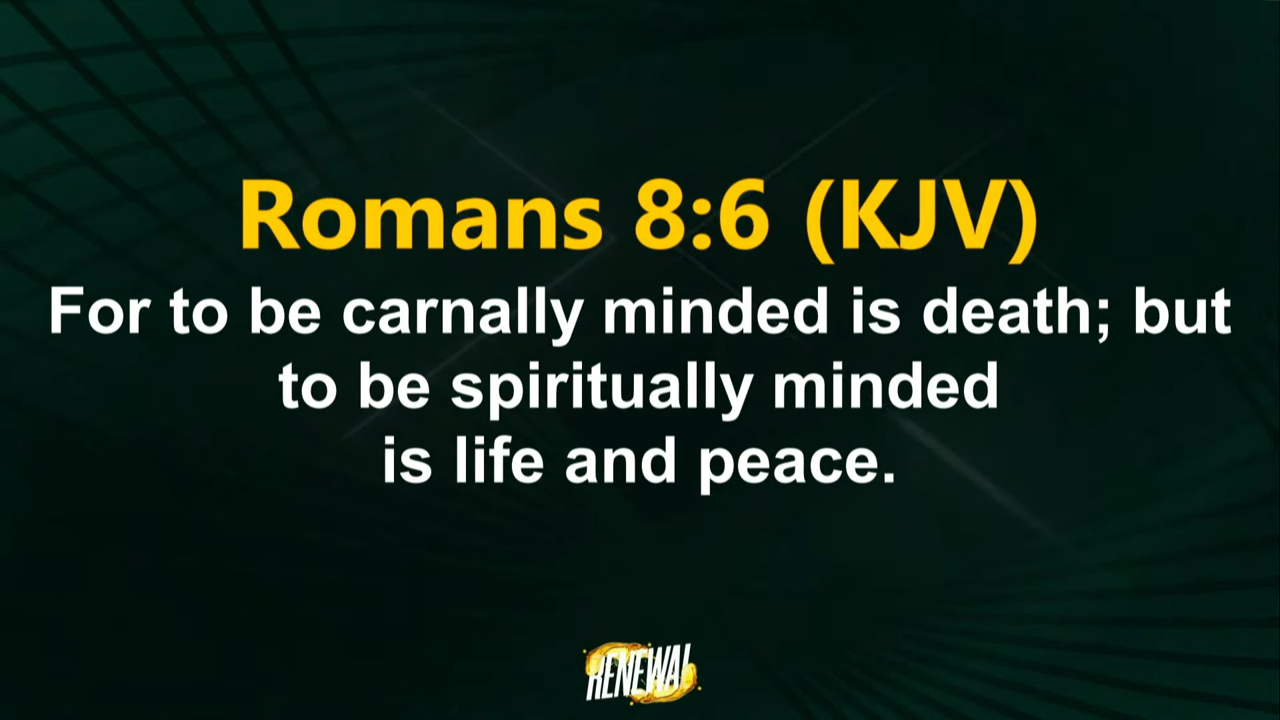 Romans 8:6 (KJV)
For to be carnally minded is death; but
to be spiritually minded
is life and peace.
RENEWAL